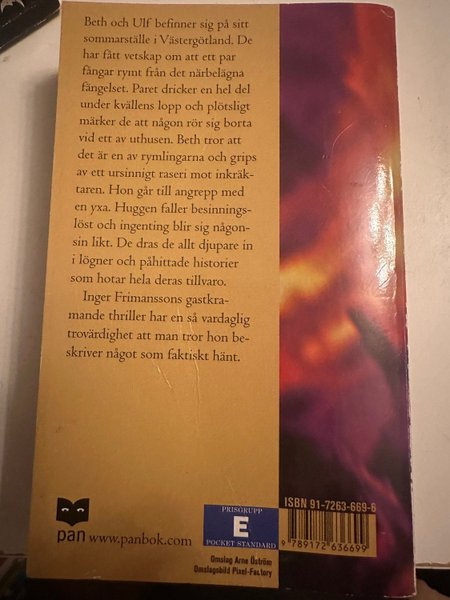 Beth och Ulf befinner sig på sitt
sommarställe i Västergötland. De
har fått vetskap om att ett par
fångar rymt från det närbelägna
fängelset. Paret dricker en hel del
under kvällens lopp och plötsligt
märker de att någon rör sig borta
vid ett av uthusen. Beth tror att
det är en av rymlingarna och grips
av ett ursinnigt raseri mot inkräk-
taren. Hon går till angrepp med
en yxa. Huggen faller besinnings-
löst och ingenting blir sig någon-
sin likt. De dras de allt djupare in
i lögner och påhittade historier
som hotar hela deras tillvaro.
Inger Frimanssons gastkra-
mande thriller har en så vardaglig
trovärdighet att man tror hon be-
skriver något som faktiskt hänt.
pan www.panbok.com
PRISGRUPP
E
POCKET STANDARD
Omslag Arne Öström
Omslagsbild Pixel-Factory
ISBN 91-7263-669-6
9 789172 636699